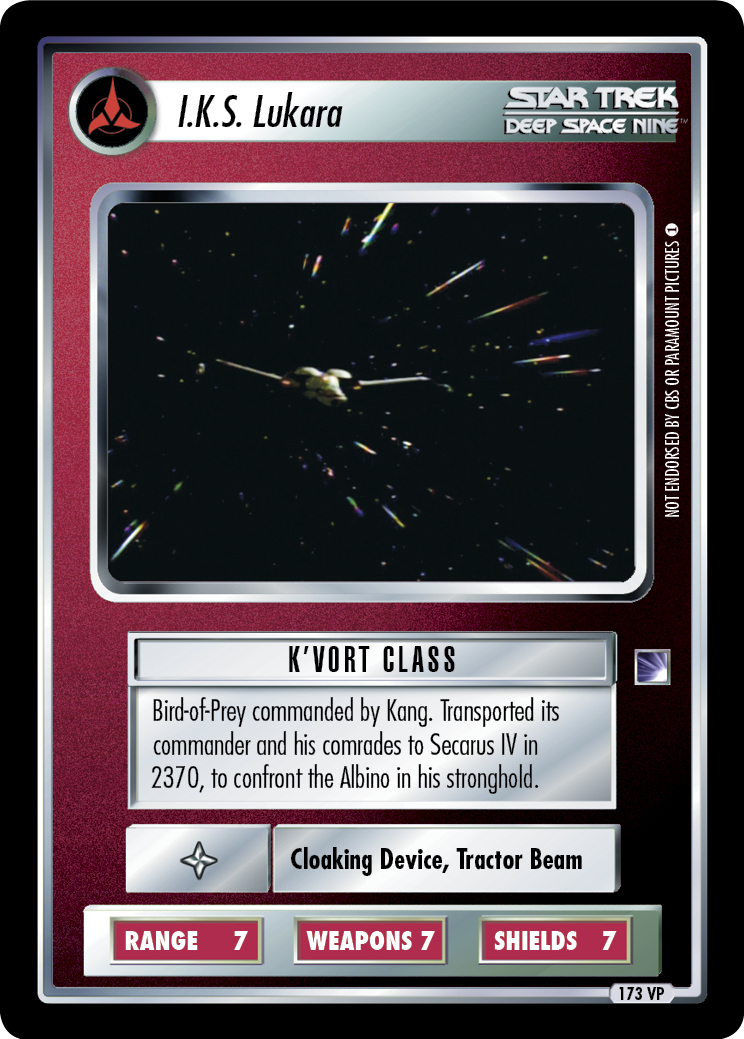 I.K.S. Lukara
STAR TREK
DEEP SPACE NINE™
NOT ENDORSED BY CBS OR PARAMOUNT PICTURES 1
K'VORT CLASS
Bird-of-Prey commanded by Kang. Transported its
commander and his comrades to Secarus IV in
2370, to confront the Albino in his stronghold.
Cloaking Device, Tractor Beam
RANGE 7 WEAPONS 7 SHIELDS 7
173 VP